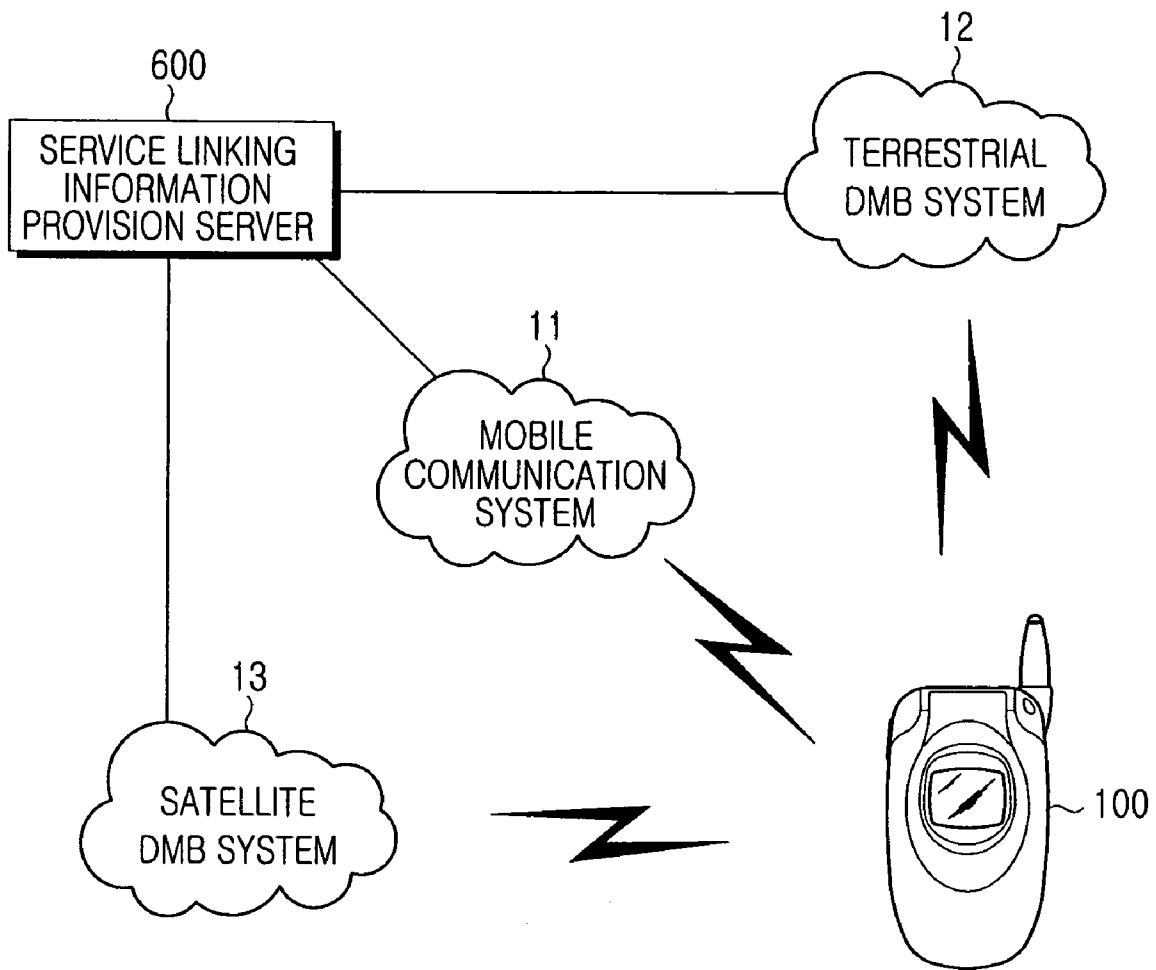 600
SERVICE LINKING
INFORMATION
PROVISION SERVER
12
TERRESTRIAL
DMB SYSTEM
11
MOBILE
COMMUNICATION
SYSTEM
13
SATELLITE
DMB SYSTEM
100